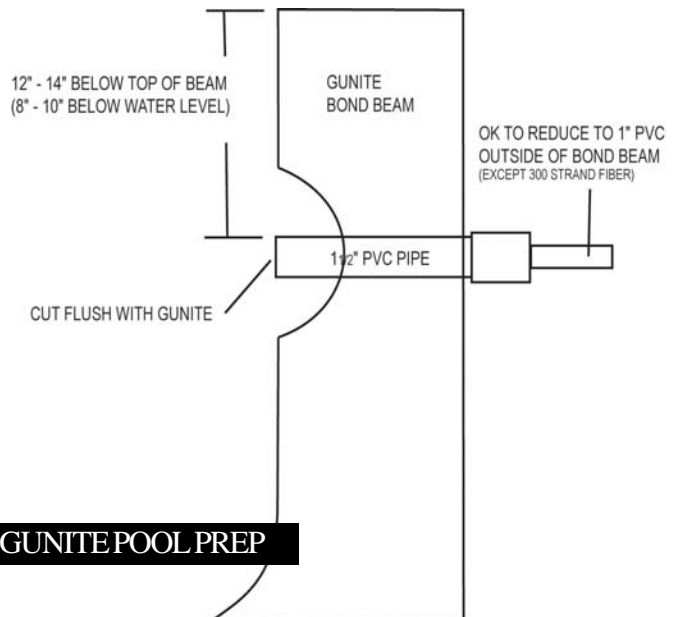 12" - 14" BELOW TOP OF BEAM
(8" - 10" BELOW WATER LEVEL)
GUNITE
BOND BEAM
OK TO REDUCE TO 1" PVC
OUTSIDE OF BOND BEAM
(EXCEPT 300 STRAND FIBER)
1 1/2" PVC PIPE
CUT FLUSH WITH GUNITE
GUNITE POOL PREP